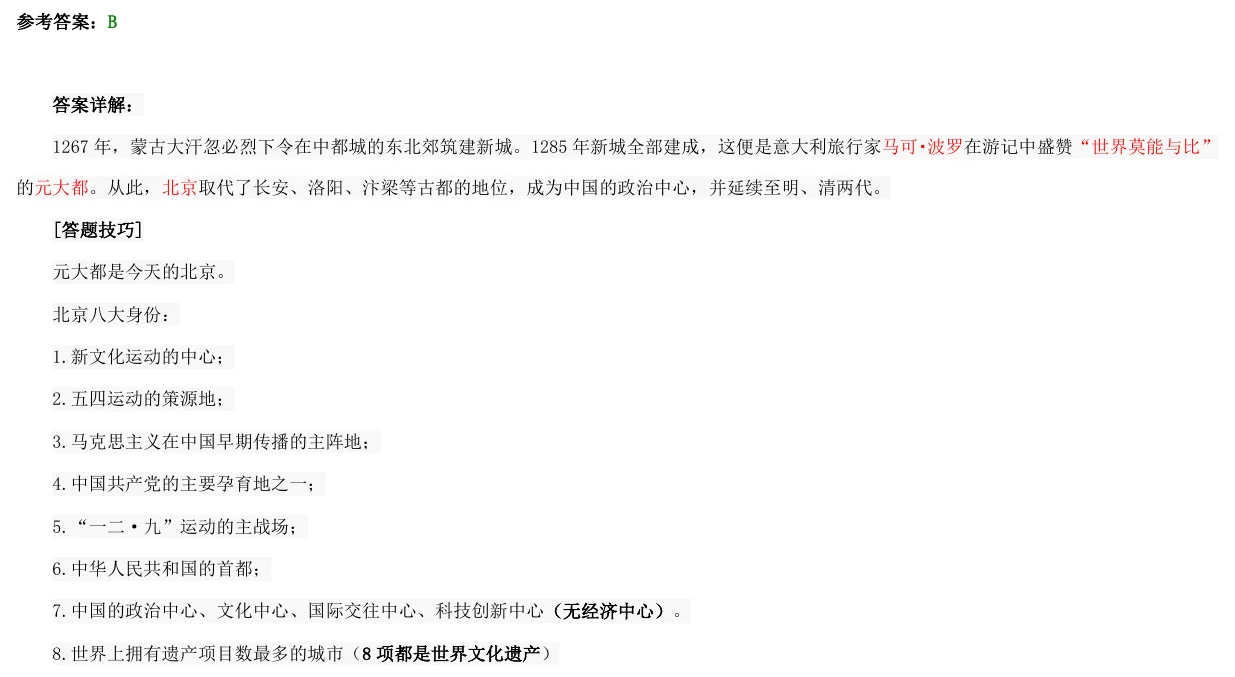 参考答案：B
答案详解：
1267 年，蒙古大汗忽必烈下令在中都城的东北郊筑建新城。1285 年新城全部建成，这便是意大利旅行家马可·波罗在游记中盛赞“世界莫能与比”
的元大都。从此，北京取代了长安、洛阳、汴梁等古都的地位，成为中国的政治中心，并延续至明、清两代。
[答题技巧]
元大都是今天的北京。
北京八大身份：
1.新文化运动的中心；
2.五四运动的策源地；
3.马克思主义在中国早期传播的主阵地；
4.中国共产党的主要孕育地之一；
5.“一二·九”运动的主战场；
6.中华人民共和国的首都；
7.中国的政治中心、文化中心、国际交往中心、科技创新中心（无经济中心）。
8.世界上拥有遗产项目数最多的城市（8 项都是世界文化遗产）